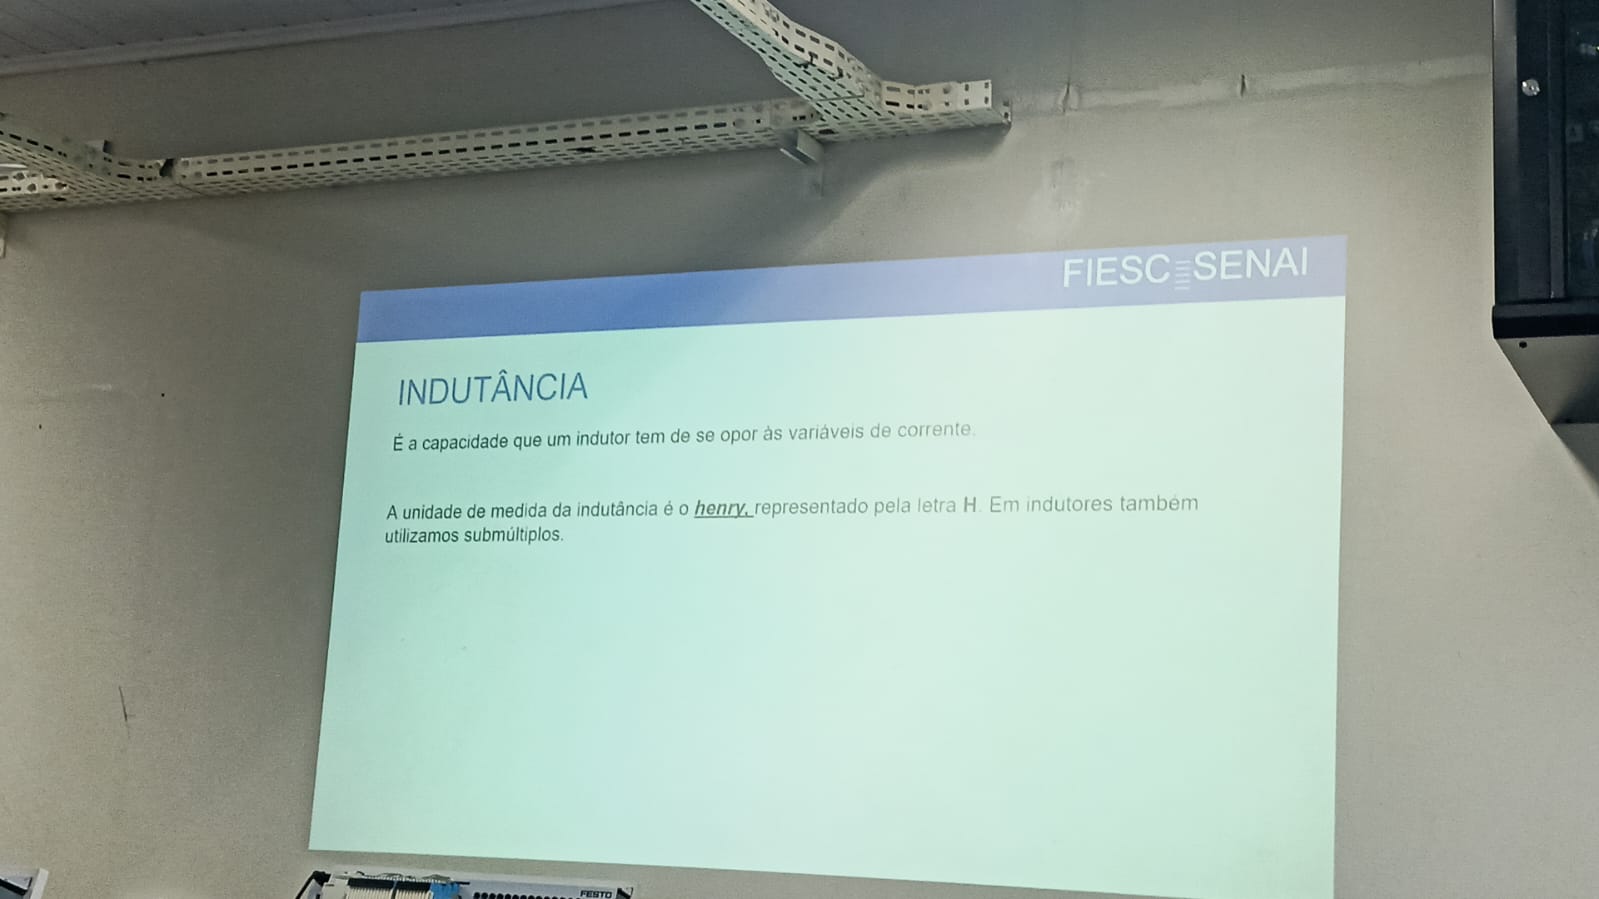 FIESC SENAI
INDUTÂNCIA
É a capacidade que um indutor tem de se opor às variáveis de corrente.
A unidade de medida da indutância é o henry, representado pela letra H. Em indutores também
utilizamos submúltiplos.
FESTO